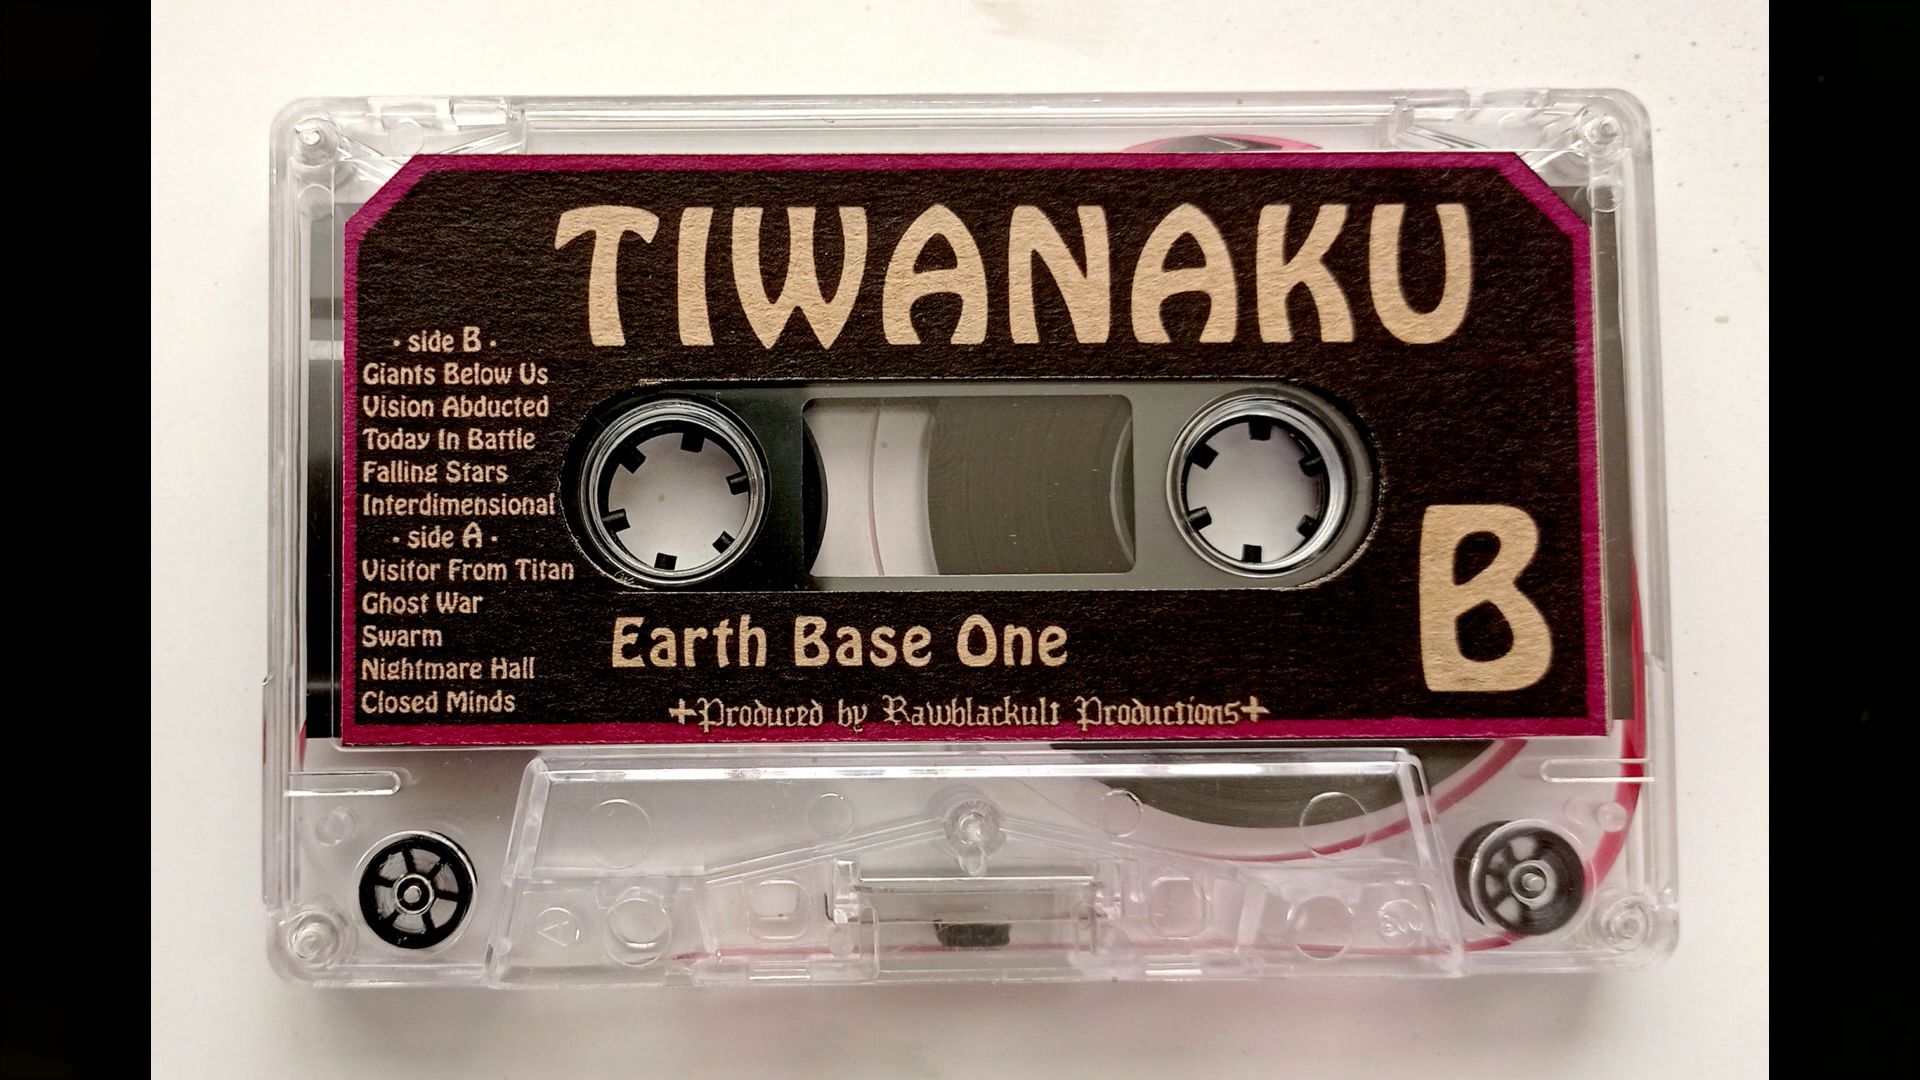 TIWANAKU
· side B ·
Giants Below Us
Vision Abducted
Today In Battle
Falling Stars
Interdimensional
· side A ·
Visitor From Titan
Ghost War
Swarm
Nightmare Hall
Closed Minds
Earth Base One
B
+Produced by Rawblackult Productions+